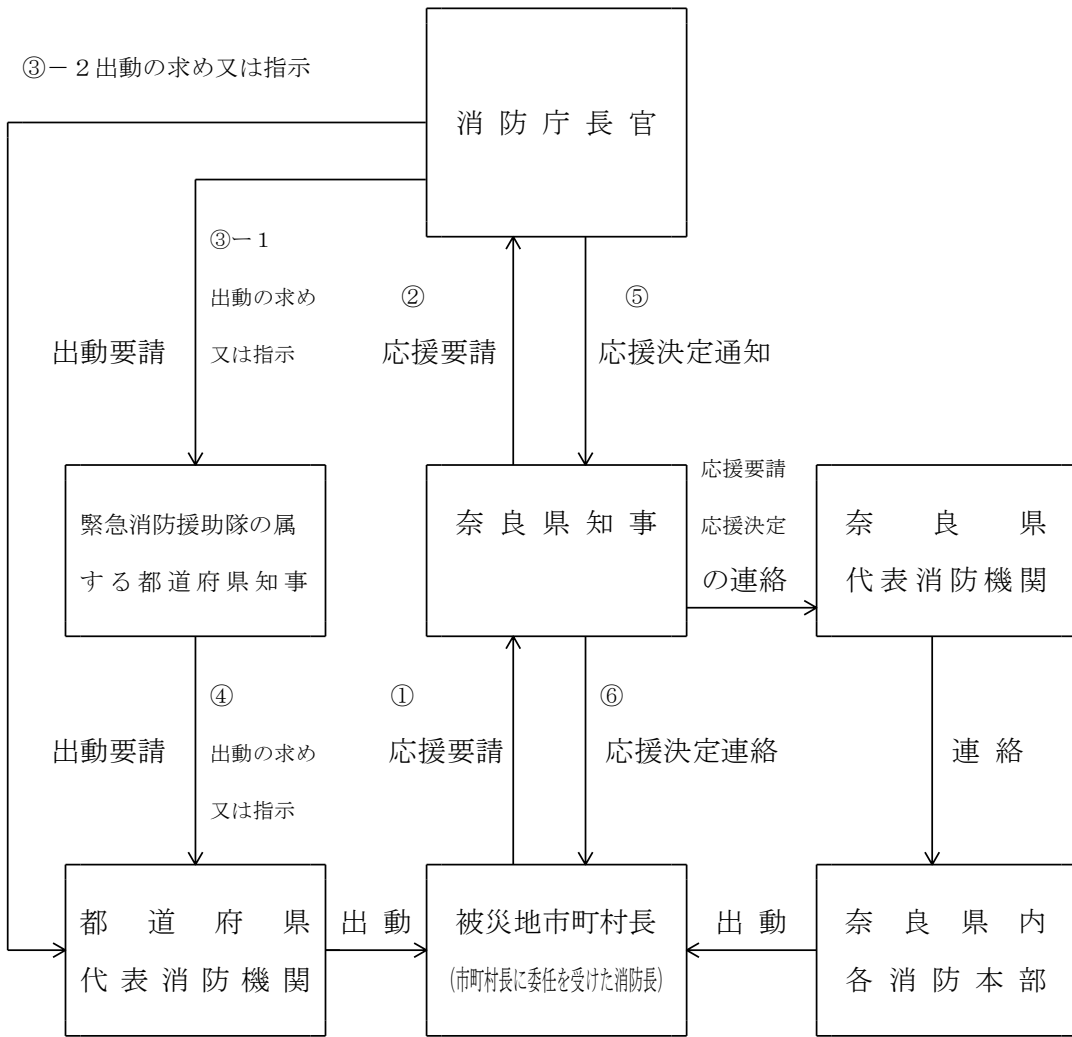 ③－２出動の求め又は指示
消防庁長官
③ー１
出動の求め
又は指示
出動要請
②
応援要請
⑤
応援決定通知
緊急消防援助隊の属
する都道府県知事
奈良県知事
応援要請
応援決定
の連絡
奈良県
代表消防機関
④
出動の求め
又は指示
出動要請
①
応援要請
⑥
応援決定連絡
連絡
都道府県
代表消防機関
出動
被災地市町村長
(市町村長に委任を受けた消防長)
出動
奈良県内
各消防本部